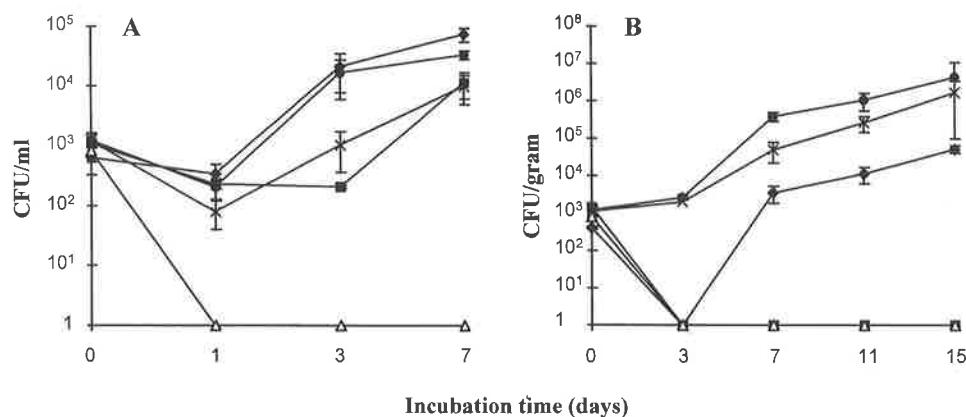 A
B
CFU/ml
10⁵
10⁴
10³
10²
10¹
1
0 1 3 7
CFU/gram
10⁸
10⁷
10⁶
10⁵
10⁴
10³
10²
10¹
1
0 3 7 11 15
Incubation time (days)